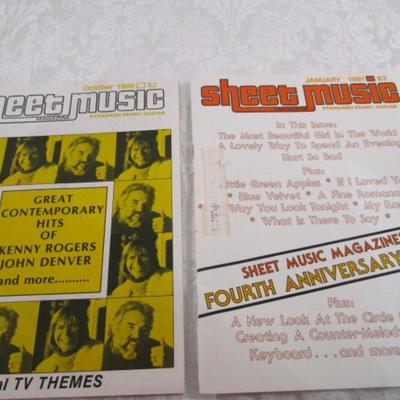 October 1980 $2
sheet music
MAGAZINE
STANDARD PIANO/GUITAR
GREAT
CONTEMPORARY
HITS
OF
KENNY ROGERS
JOHN DENVER
and more..........
TV THEMES
JANUARY 1981 $2
sheet music
MAGAZINE
STANDARD PIANO/GUITAR
In This Issue:
The Most Beautiful Girl In The World
A Lovely Way To Spend An Evening
Hurt So Bad
Plus:
Little Green Apples • If I Loved You
Blue Velvet • A Fine Romance
Way You Look Tonight • My Ro
What Is There To Say •
SHEET MUSIC MAGAZINE'
FOURTH ANNIVERSARY
Plus:
A New Look At The Circle O
Creating A Counter-Melody
Keyboard . . . and more